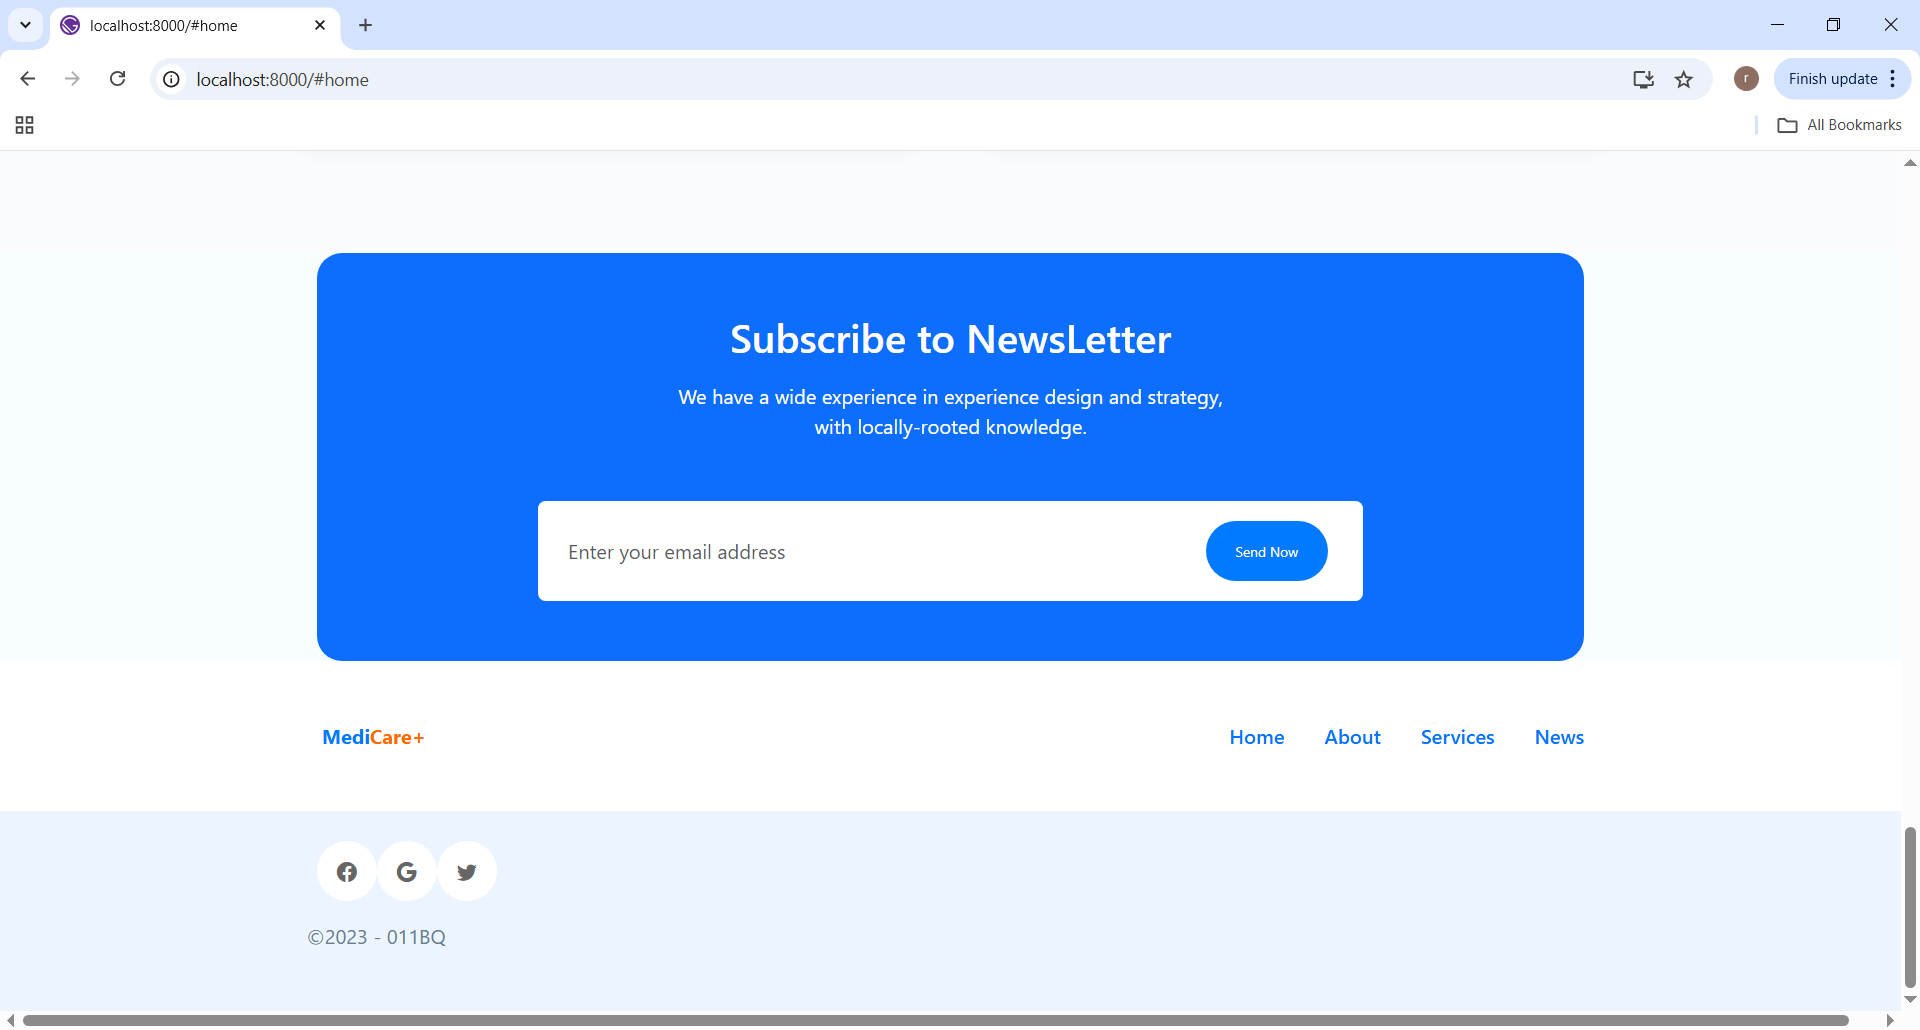 localhost:8000/#home
localhost:8000/#home
r
Finish update
All Bookmarks
Subscribe to NewsLetter
We have a wide experience in experience design and strategy,
with locally-rooted knowledge.
Enter your email address
Send Now
MediCare+
Home About Services News
©2023 - 011BQ